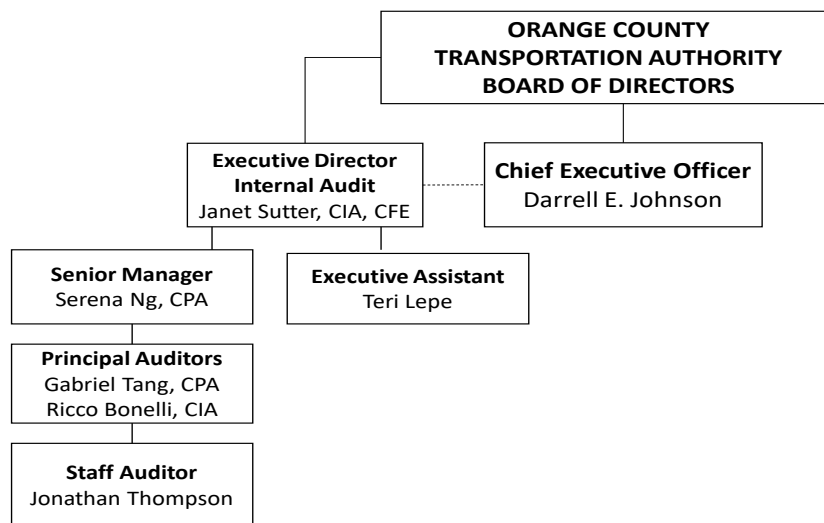 ORANGE COUNTY
TRANSPORTATION AUTHORITY
BOARD OF DIRECTORS
Executive Director
Internal Audit
Janet Sutter, CIA, CFE
Chief Executive Officer
Darrell E. Johnson
Senior Manager
Serena Ng, CPA
Executive Assistant
Teri Lepe
Principal Auditors
Gabriel Tang, CPA
Ricco Bonelli, CIA
Staff Auditor
Jonathan Thompson